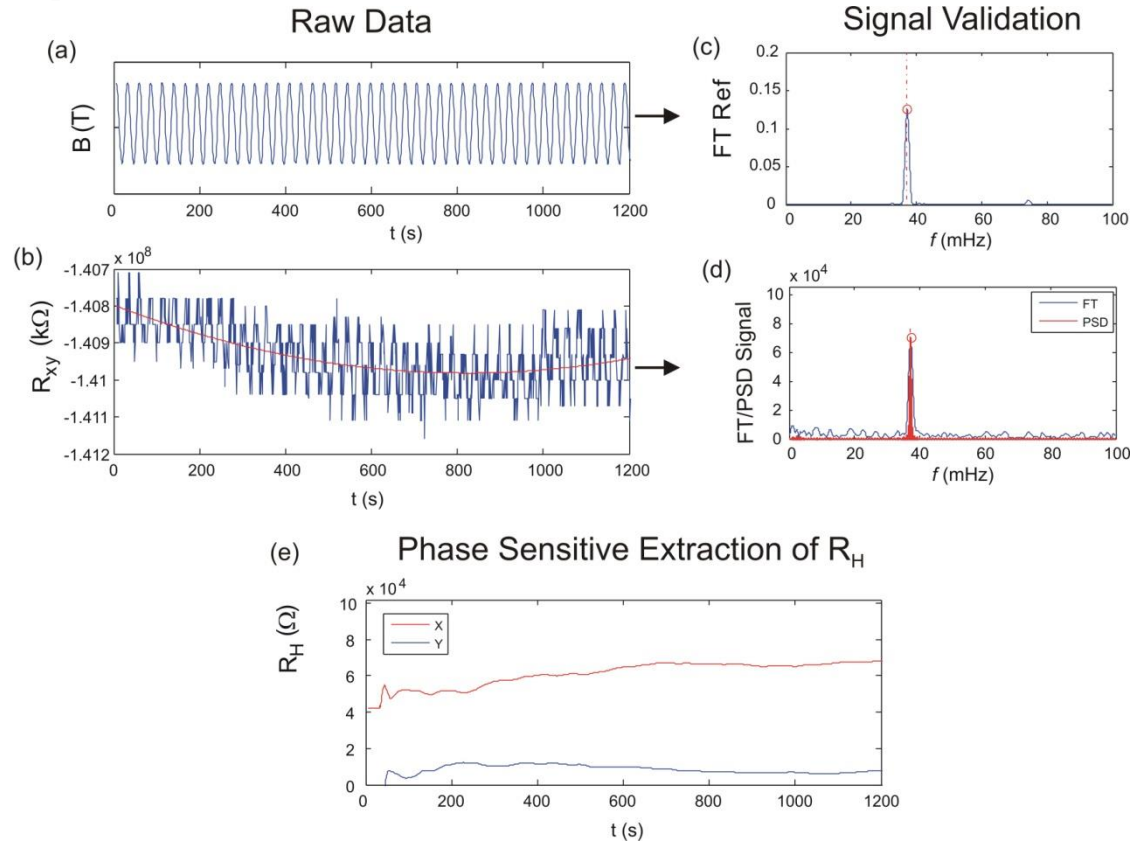 Raw Data
Signal Validation
(a)
B (T)
0 200 400 600 800 1000 1200
t (s)
(c)
FT Ref
0.2
0.15
0.1
0.05
0
0 20 40 60 80 100
f (mHz)
(b)
x 10^8
R_xy (kΩ)
-1.407
-1.408
-1.409
-1.41
-1.411
-1.412
0 200 400 600 800 1000 1200
t (s)
(d)
x 10^4
FT/PSD Signal
10
8
6
4
2
0
FT
PSD
0 20 40 60 80 100
f (mHz)
(e)
Phase Sensitive Extraction of R_H
x 10^4
R_H (Ω)
10
8
6
4
2
0
X
Y
0 200 400 600 800 1000 1200
t (s)